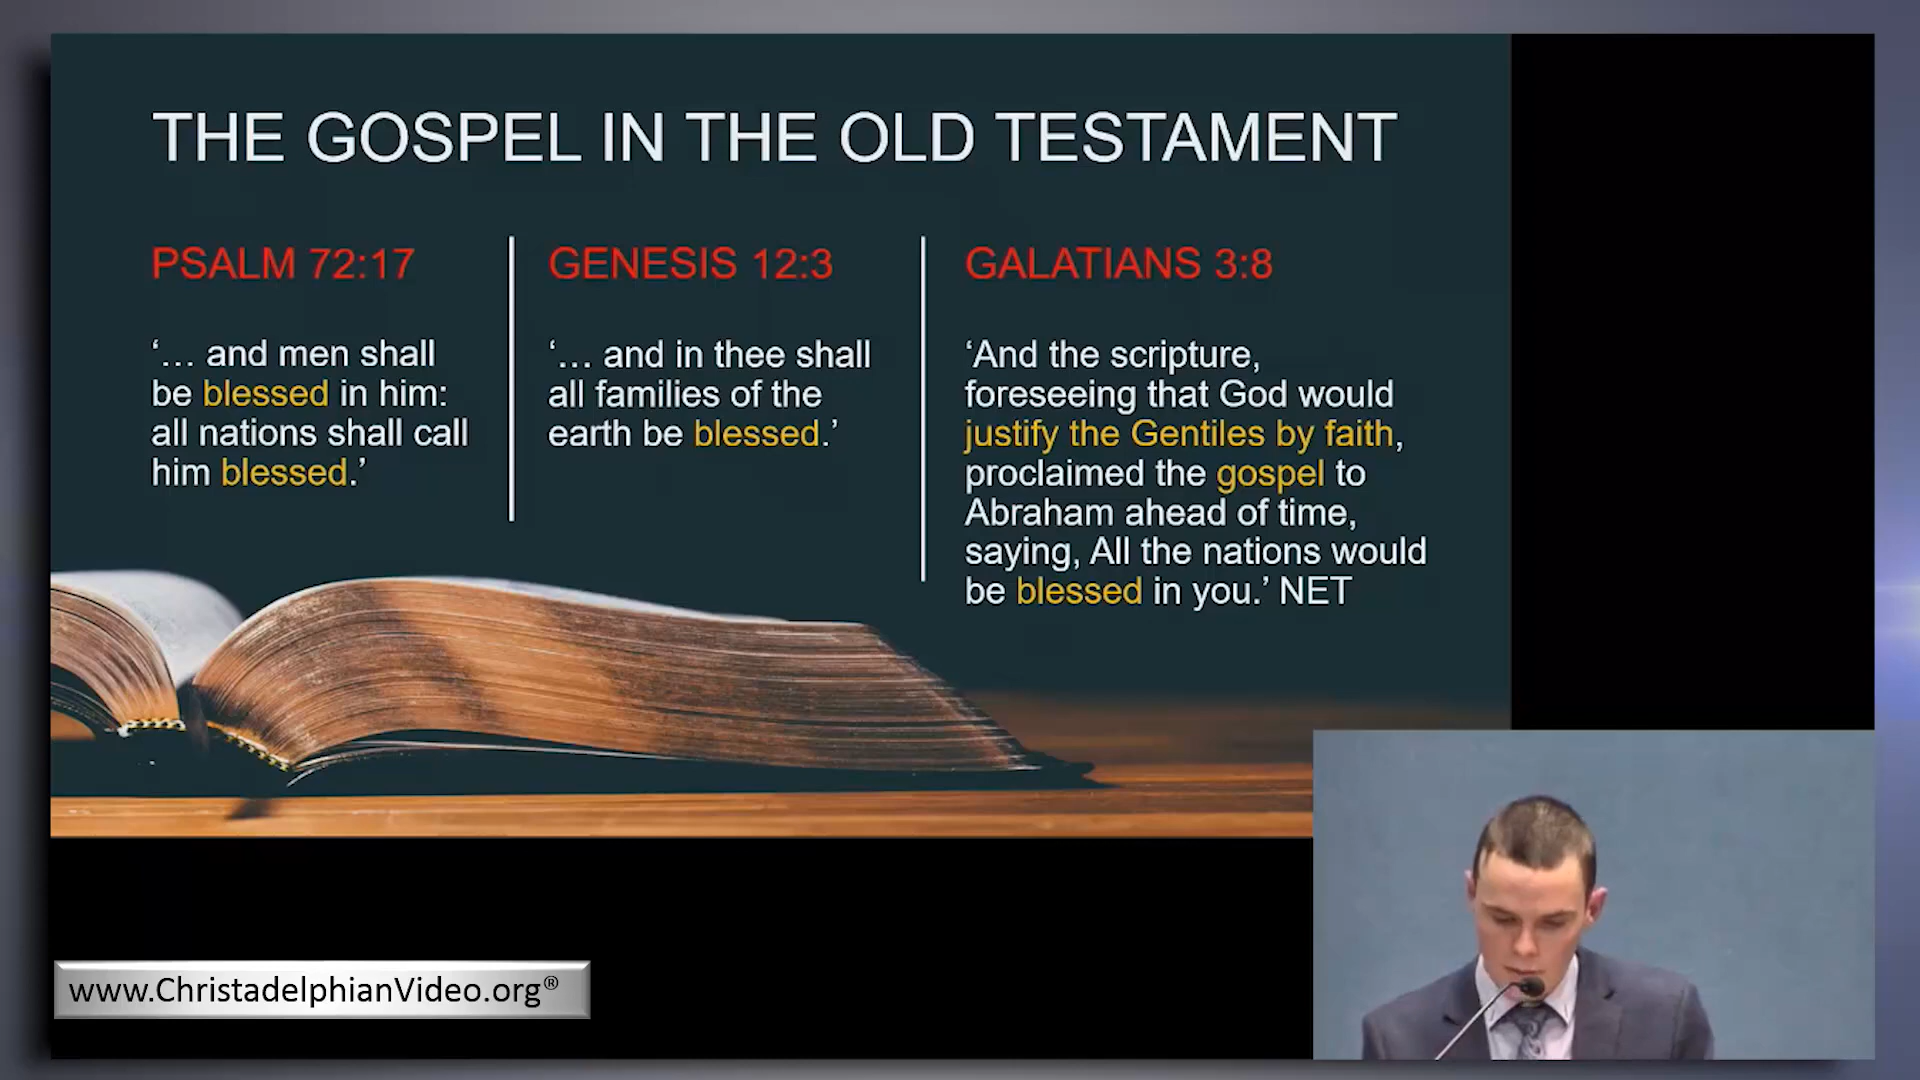 THE GOSPEL IN THE OLD TESTAMENT
PSALM 72:17
‘… and men shall
be blessed in him:
all nations shall call
him blessed.’
GENESIS 12:3
‘… and in thee shall
all families of the
earth be blessed.’
GALATIANS 3:8
‘And the scripture,
foreseeing that God would
justify the Gentiles by faith,
proclaimed the gospel to
Abraham ahead of time,
saying, All the nations would
be blessed in you.’ NET
www.ChristadelphianVideo.org®